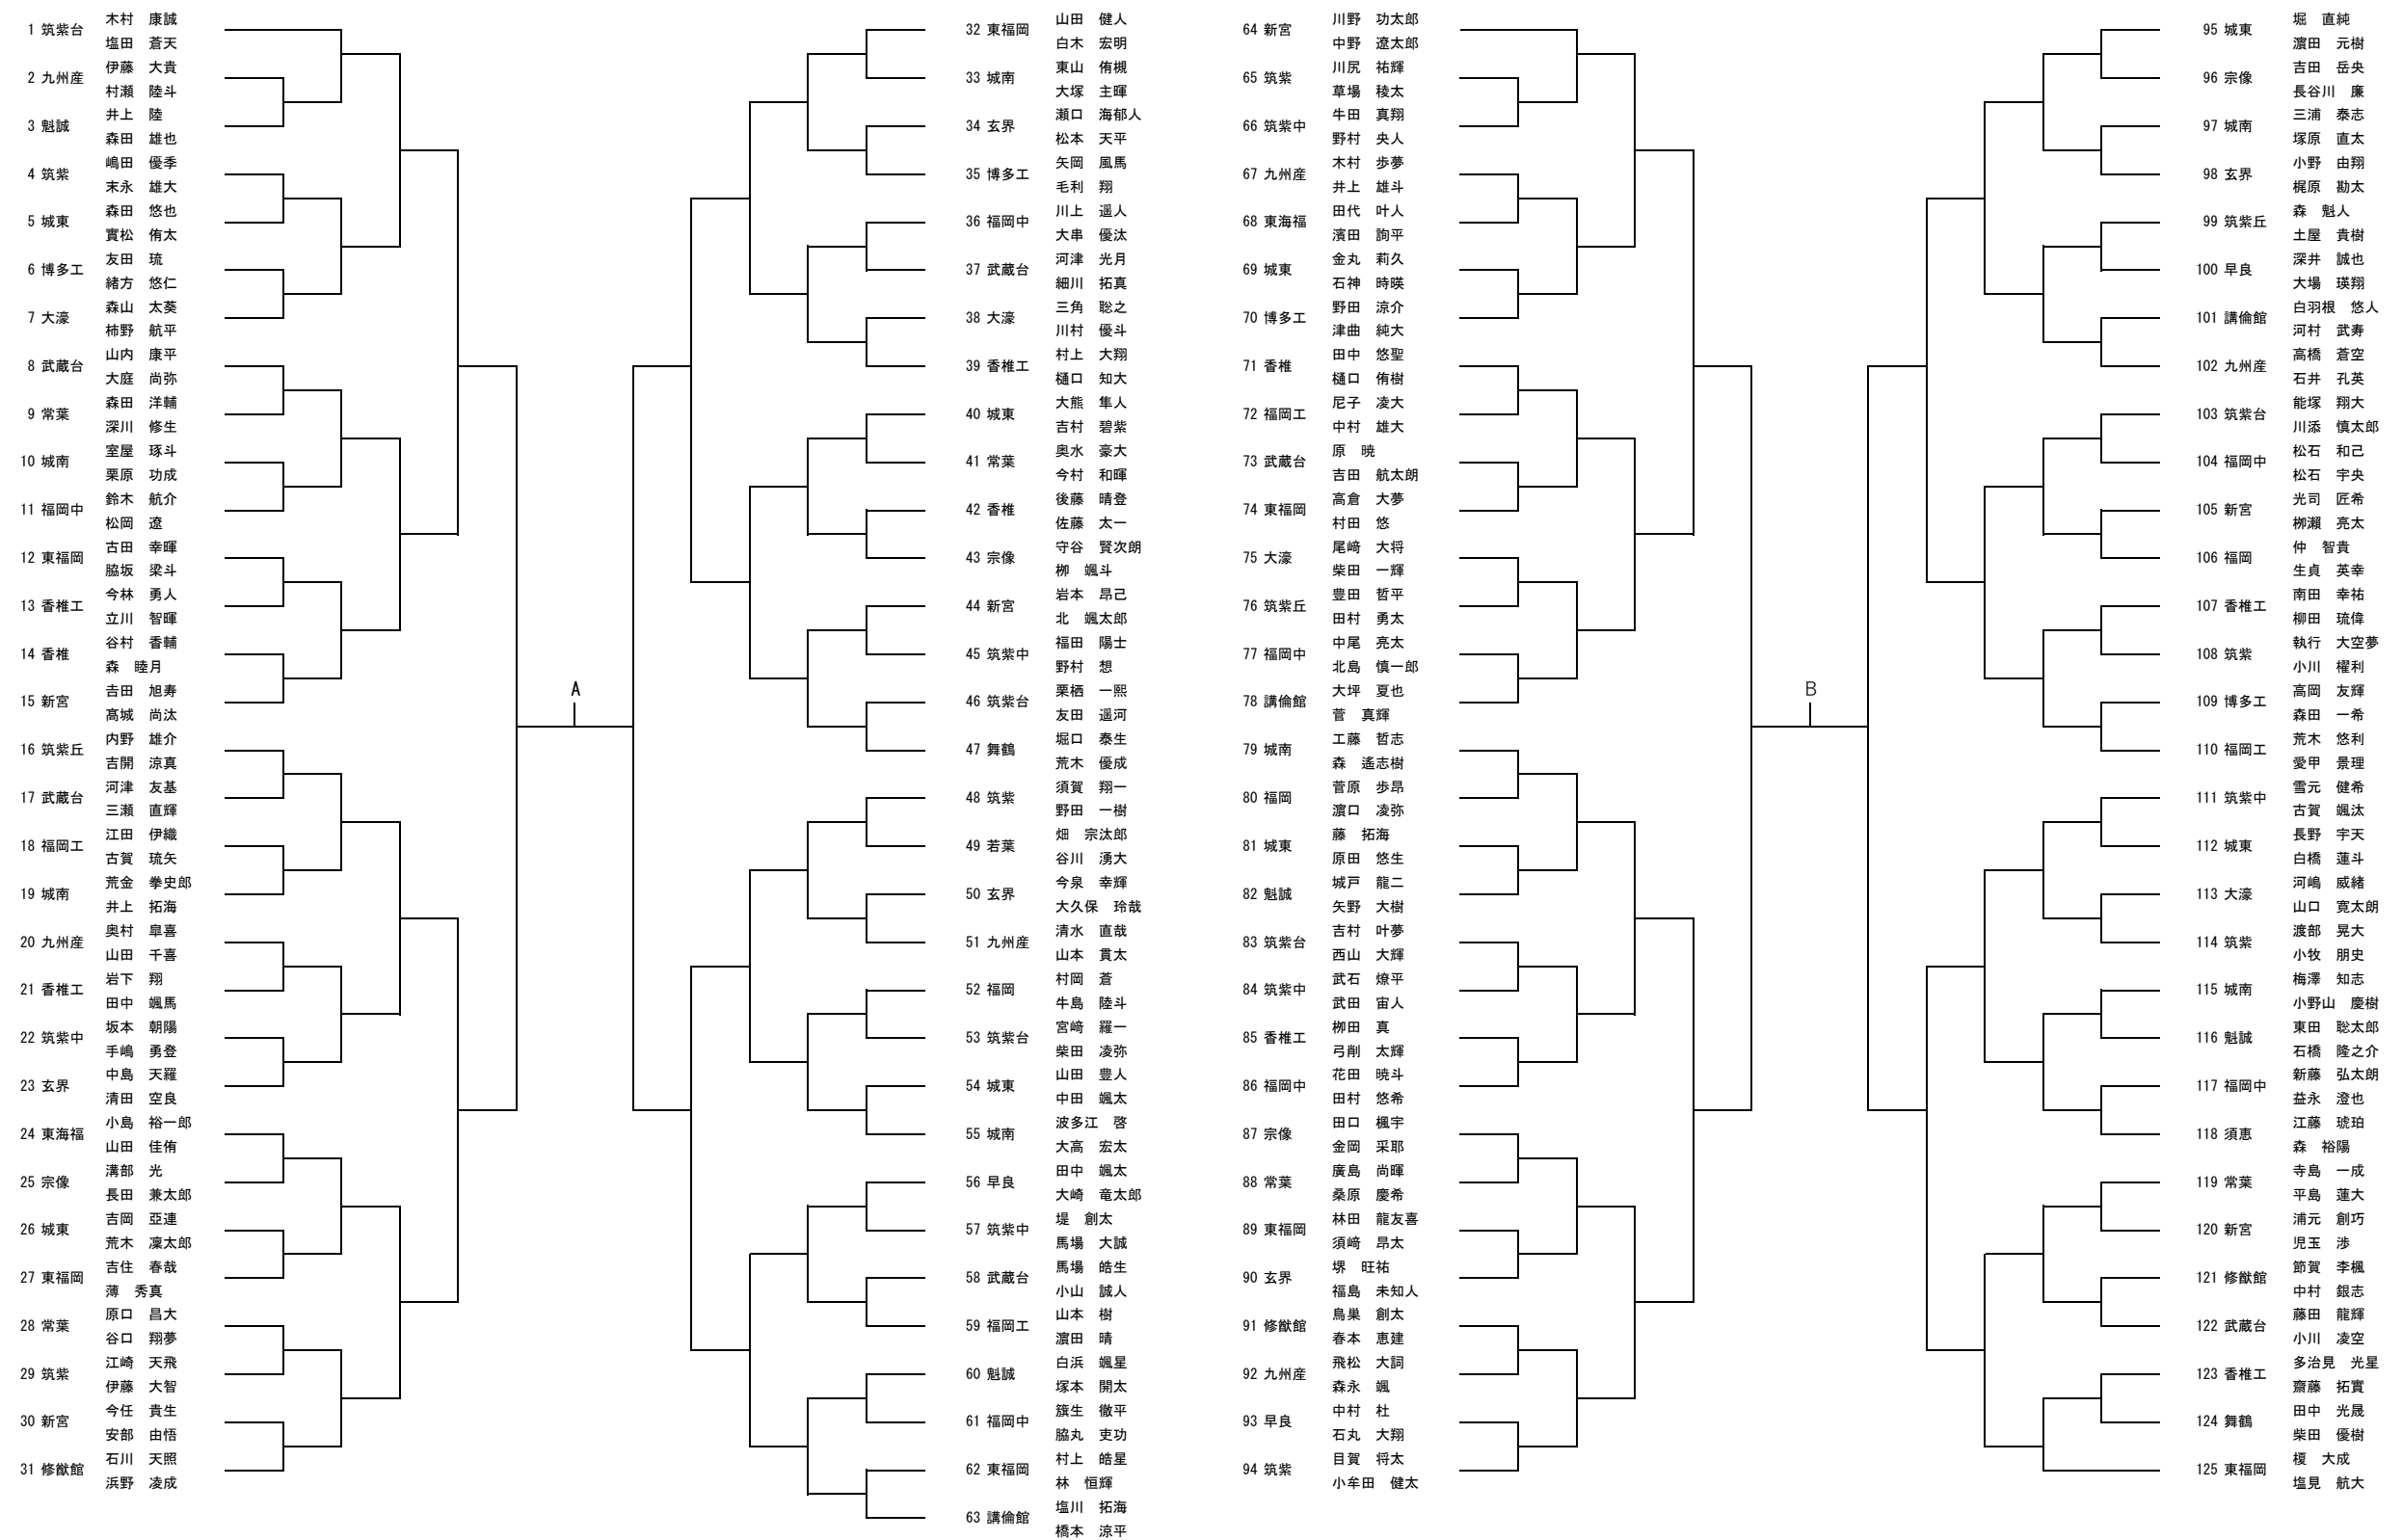 木村 康誠
1 筑紫台
塩田 蒼天
伊藤 大貴
2 九州産
村瀬 陸斗
井上 陸
3 魁誠
森田 雄也
嶋田 優季
4 筑紫
末永 雄大
森田 悠也
5 城東
實松 侑太
友田 琉
6 博多工
緒方 悠仁
森山 太葵
7 大濠
柿野 航平
山内 康平
8 武蔵台
大庭 尚弥
森田 洋輔
9 常葉
深川 修生
室屋 琢斗
10 城南
栗原 功成
鈴木 航介
11 福岡中
松岡 遼
古田 幸暉
12 東福岡
脇坂 梁斗
今林 勇人
13 香椎工
立川 智暉
谷村 香輔
14 香椎
森 睦月
吉田 旭寿
15 新宮
髙城 尚汰
内野 雄介
16 筑紫丘
吉開 涼真
河津 友基
17 武蔵台
三瀬 直輝
江田 伊織
18 福岡工
古賀 琉矢
荒金 拳史郎
19 城南
井上 拓海
奥村 皐喜
20 九州産
山田 千喜
岩下 翔
21 香椎工
田中 颯馬
坂本 朝陽
22 筑紫中
手嶋 勇登
中島 天羅
23 玄界
清田 空良
小島 裕一郎
24 東海福
山田 佳侑
溝部 光
25 宗像
長田 兼太郎
吉岡 亞連
26 城東
荒木 凜太郎
吉住 春哉
27 東福岡
薄 秀真
原口 昌大
28 常葉
谷口 翔夢
江崎 天飛
29 筑紫
伊藤 大智
今任 貴生
30 新宮
安部 由悟
石川 天照
31 修猷館
浜野 凌成
A
山田 健人
32 東福岡
白木 宏明
東山 侑槻
33 城南
大塚 主暉
瀬口 海郁人
34 玄界
松本 天平
矢岡 風馬
35 博多工
毛利 翔
川上 遥人
36 福岡中
大串 優汰
河津 光月
37 武蔵台
細川 拓真
三角 聡之
38 大濠
川村 優斗
村上 大翔
39 香椎工
樋口 知大
大熊 隼人
40 城東
吉村 碧紫
奥水 豪大
41 常葉
今村 和暉
後藤 晴登
42 香椎
佐藤 太一
守谷 賢次朗
43 宗像
栁 颯斗
岩本 昂己
44 新宮
北 颯太郎
福田 陽士
45 筑紫中
野村 想
栗栖 一熙
46 筑紫台
友田 遥河
堀口 泰生
47 舞鶴
荒木 優成
須賀 翔一
48 筑紫
野田 一樹
畑 宗汰郎
49 若葉
谷川 湧大
今泉 幸輝
50 玄界
大久保 玲哉
清水 直哉
51 九州産
山本 貫太
村岡 蒼
52 福岡
牛島 陸斗
宮﨑 羅一
53 筑紫台
柴田 凌弥
山田 豊人
54 城東
中田 颯太
波多江 啓
55 城南
大高 宏太
田中 颯太
56 早良
大崎 竜太郎
堤 創太
57 筑紫中
馬場 大誠
馬場 皓生
58 武蔵台
小山 誠人
山本 樹
59 福岡工
濵田 晴
白浜 颯星
60 魁誠
塚本 開太
籏生 徹平
61 福岡中
脇丸 吏功
村上 皓星
62 東福岡
林 恒輝
塩川 拓海
63 講倫館
橋本 涼平
川野 功太郎
64 新宮
中野 遼太郎
川尻 祐輝
65 筑紫
草場 稜太
牛田 真翔
66 筑紫中
野村 央人
木村 歩夢
67 九州産
井上 雄斗
田代 叶人
68 東海福
濱田 詢平
金丸 莉久
69 城東
石神 時暎
野田 涼介
70 博多工
津曲 純大
田中 悠聖
71 香椎
樋口 侑樹
尼子 凌大
72 福岡工
中村 雄大
原 暁
73 武蔵台
吉田 航太朗
高倉 大夢
74 東福岡
村田 悠
尾﨑 大将
75 大濠
柴田 一輝
豊田 哲平
76 筑紫丘
田村 勇太
中尾 亮太
77 福岡中
北島 慎一郎
大坪 夏也
78 講倫館
菅 真輝
工藤 哲志
79 城南
森 遙志樹
菅原 歩昂
80 福岡
濵口 凌弥
藤 拓海
81 城東
原田 悠生
城戸 龍二
82 魁誠
矢野 大樹
吉村 叶夢
83 筑紫台
西山 大輝
武石 燎平
84 筑紫中
武田 宙人
栁田 真
85 香椎工
弓削 太輝
花田 暁斗
86 福岡中
田村 悠希
田口 楓宇
87 宗像
金岡 采耶
廣島 尚暉
88 常葉
桑原 慶希
林田 龍友喜
89 東福岡
須﨑 昂太
堺 旺祐
90 玄界
福島 未知人
鳥巣 創太
91 修猷館
春本 恵建
飛松 大詞
92 九州産
森永 颯
中村 杜
93 早良
石丸 大翔
目賀 将太
94 筑紫
小牟田 健太
B
堀 直純
95 城東
濵田 元樹
吉田 岳央
96 宗像
長谷川 廉
三浦 泰志
97 城南
塚原 直太
小野 由翔
98 玄界
梶原 勘太
森 魁人
99 筑紫丘
土屋 貴樹
深井 誠也
100 早良
大場 瑛翔
白羽根 悠人
101 講倫館
河村 武寿
高橋 蒼空
102 九州産
石井 孔英
能塚 翔大
103 筑紫台
川添 慎太郎
松石 和己
104 福岡中
松石 宇央
光司 匠希
105 新宮
栁瀨 亮太
仲 智貴
106 福岡
生貞 英幸
南田 幸祐
107 香椎工
柳田 琉偉
執行 大空夢
108 筑紫
小川 櫂利
高岡 友輝
109 博多工
森田 一希
荒木 悠利
110 福岡工
愛甲 景理
雪元 健希
111 筑紫中
古賀 颯汰
長野 宇天
112 城東
白橋 蓮斗
河嶋 威緒
113 大濠
山口 寛太朗
渡部 晃大
114 筑紫
小牧 朋史
梅澤 知志
115 城南
小野山 慶樹
東田 聡太郎
116 魁誠
石橋 隆之介
新藤 弘太朗
117 福岡中
益永 澄也
江藤 琥珀
118 須恵
森 裕陽
寺島 一成
119 常葉
平島 蓮大
浦元 創巧
120 新宮
児玉 渉
節賀 李楓
121 修猷館
中村 銀志
藤田 龍輝
122 武蔵台
小川 凌空
多治見 光星
123 香椎工
齋藤 拓實
田中 光晟
124 舞鶴
柴田 優樹
榎 大成
125 東福岡
塩見 航大